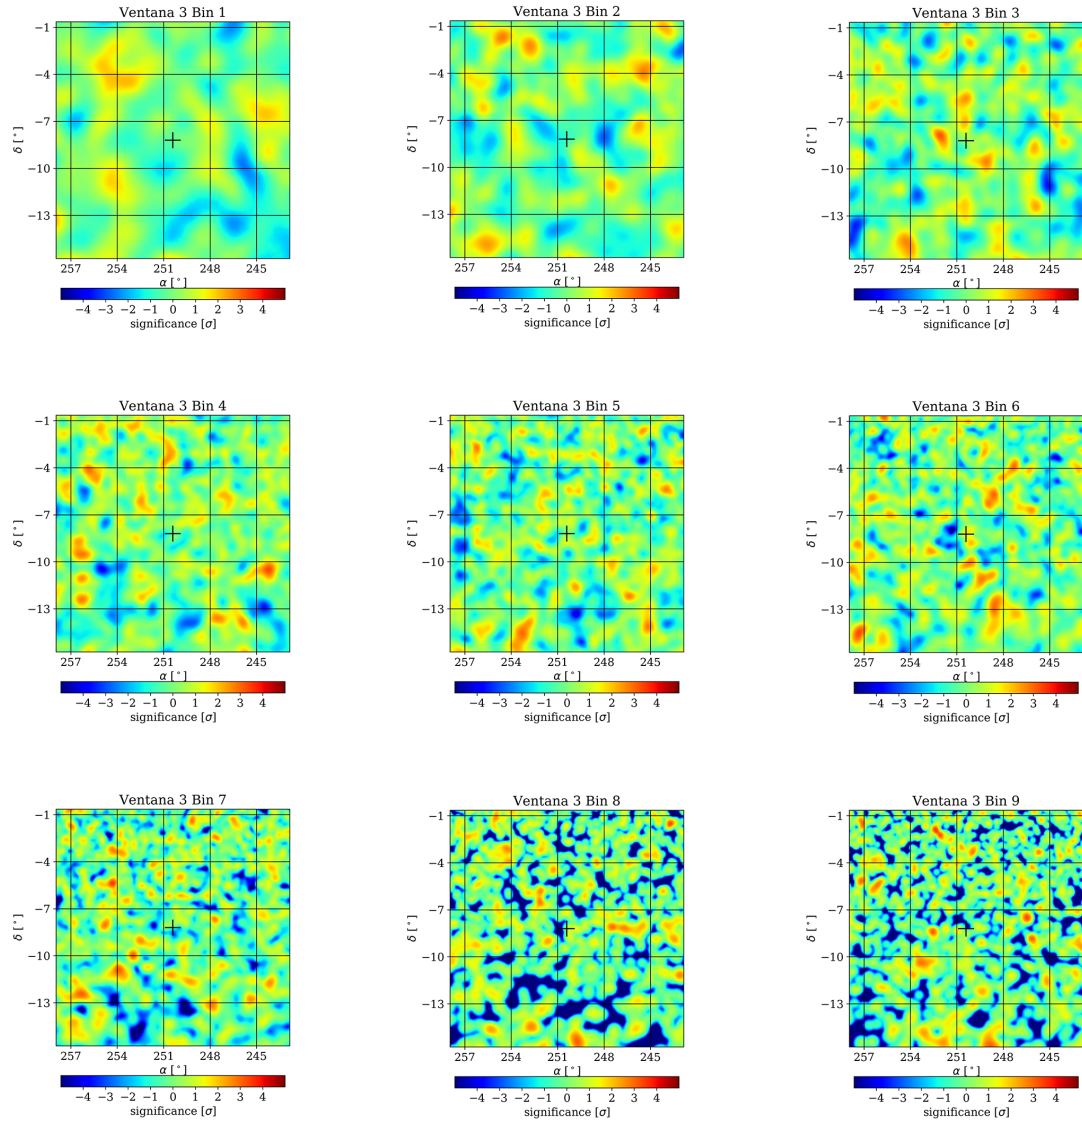 Ventana 3 Bin 1
Ventana 3 Bin 2
Ventana 3 Bin 3
−1
−4
−7
−10
−13
δ [°]
257 254 251 248 245
α [°]
−4 −3 −2 −1 0 1 2 3 4
significance [σ]
−1
−4
−7
−10
−13
δ [°]
257 254 251 248 245
α [°]
−4 −3 −2 −1 0 1 2 3 4
significance [σ]
−1
−4
−7
−10
−13
δ [°]
257 254 251 248 245
α [°]
−4 −3 −2 −1 0 1 2 3 4
significance [σ]
Ventana 3 Bin 4
Ventana 3 Bin 5
Ventana 3 Bin 6
−1
−4
−7
−10
−13
δ [°]
257 254 251 248 245
α [°]
−4 −3 −2 −1 0 1 2 3 4
significance [σ]
−1
−4
−7
−10
−13
δ [°]
257 254 251 248 245
α [°]
−4 −3 −2 −1 0 1 2 3 4
significance [σ]
−1
−4
−7
−10
−13
δ [°]
257 254 251 248 245
α [°]
−4 −3 −2 −1 0 1 2 3 4
significance [σ]
Ventana 3 Bin 7
Ventana 3 Bin 8
Ventana 3 Bin 9
−1
−4
−7
−10
−13
δ [°]
257 254 251 248 245
α [°]
−4 −3 −2 −1 0 1 2 3 4
significance [σ]
−1
−4
−7
−10
−13
δ [°]
257 254 251 248 245
α [°]
−4 −3 −2 −1 0 1 2 3 4
significance [σ]
−1
−4
−7
−10
−13
δ [°]
257 254 251 248 245
α [°]
−4 −3 −2 −1 0 1 2 3 4
significance [σ]